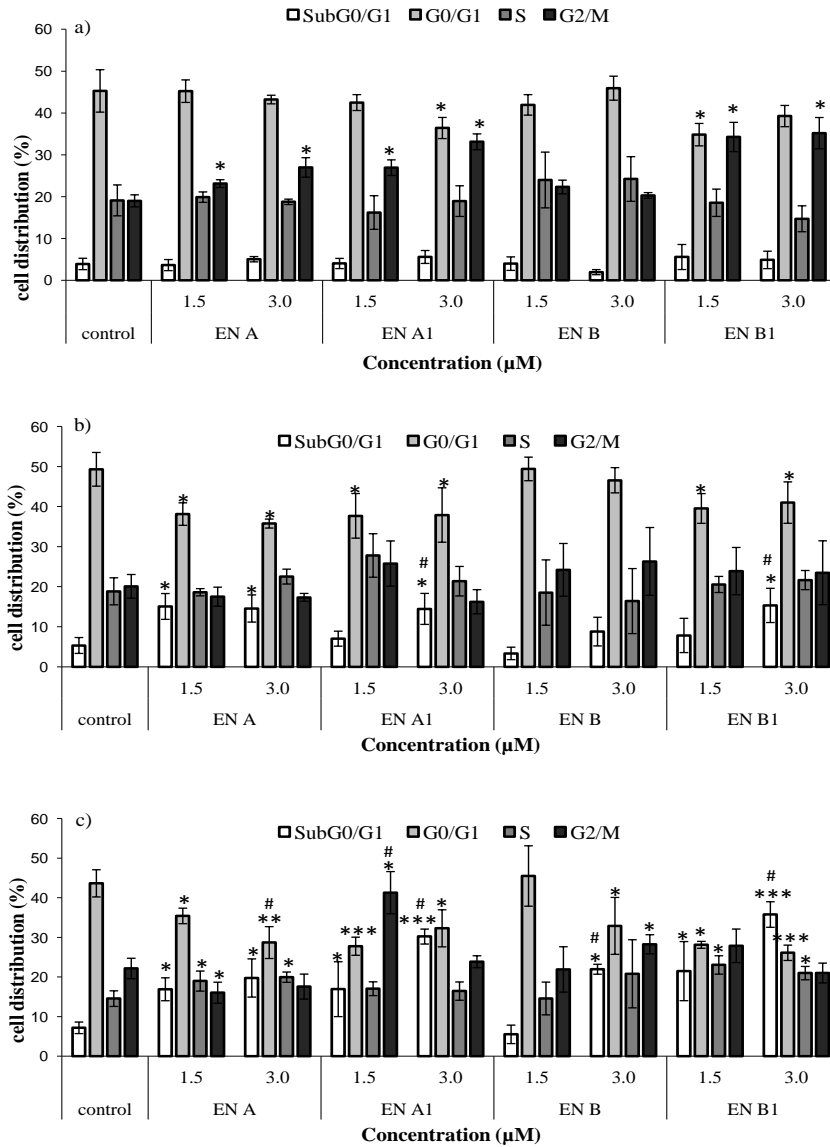 SubG0/G1 G0/G1 S G2/M
a)
60
50
40
30
20
10
0
cell distribution (%)
* * * * * * * *
1.5 3.0 1.5 3.0 1.5 3.0 1.5 3.0
control EN A EN A1 EN B EN B1
Concentration (µM)
b)
SubG0/G1 G0/G1 S G2/M
60
50
40
30
20
10
0
cell distribution (%)
* * * * * * * *
# #
* *
1.5 3.0 1.5 3.0 1.5 3.0 1.5 3.0
control EN A EN A1 EN B EN B1
Concentration (µM)
c)
SubG0/G1 G0/G1 S G2/M
60
50
40
30
20
10
0
cell distribution (%)
* * * * * # ** * * * *** # * # *** * # * * * * * * # *** *** *
1.5 3.0 1.5 3.0 1.5 3.0 1.5 3.0
control EN A EN A1 EN B EN B1
Concentration (µM)